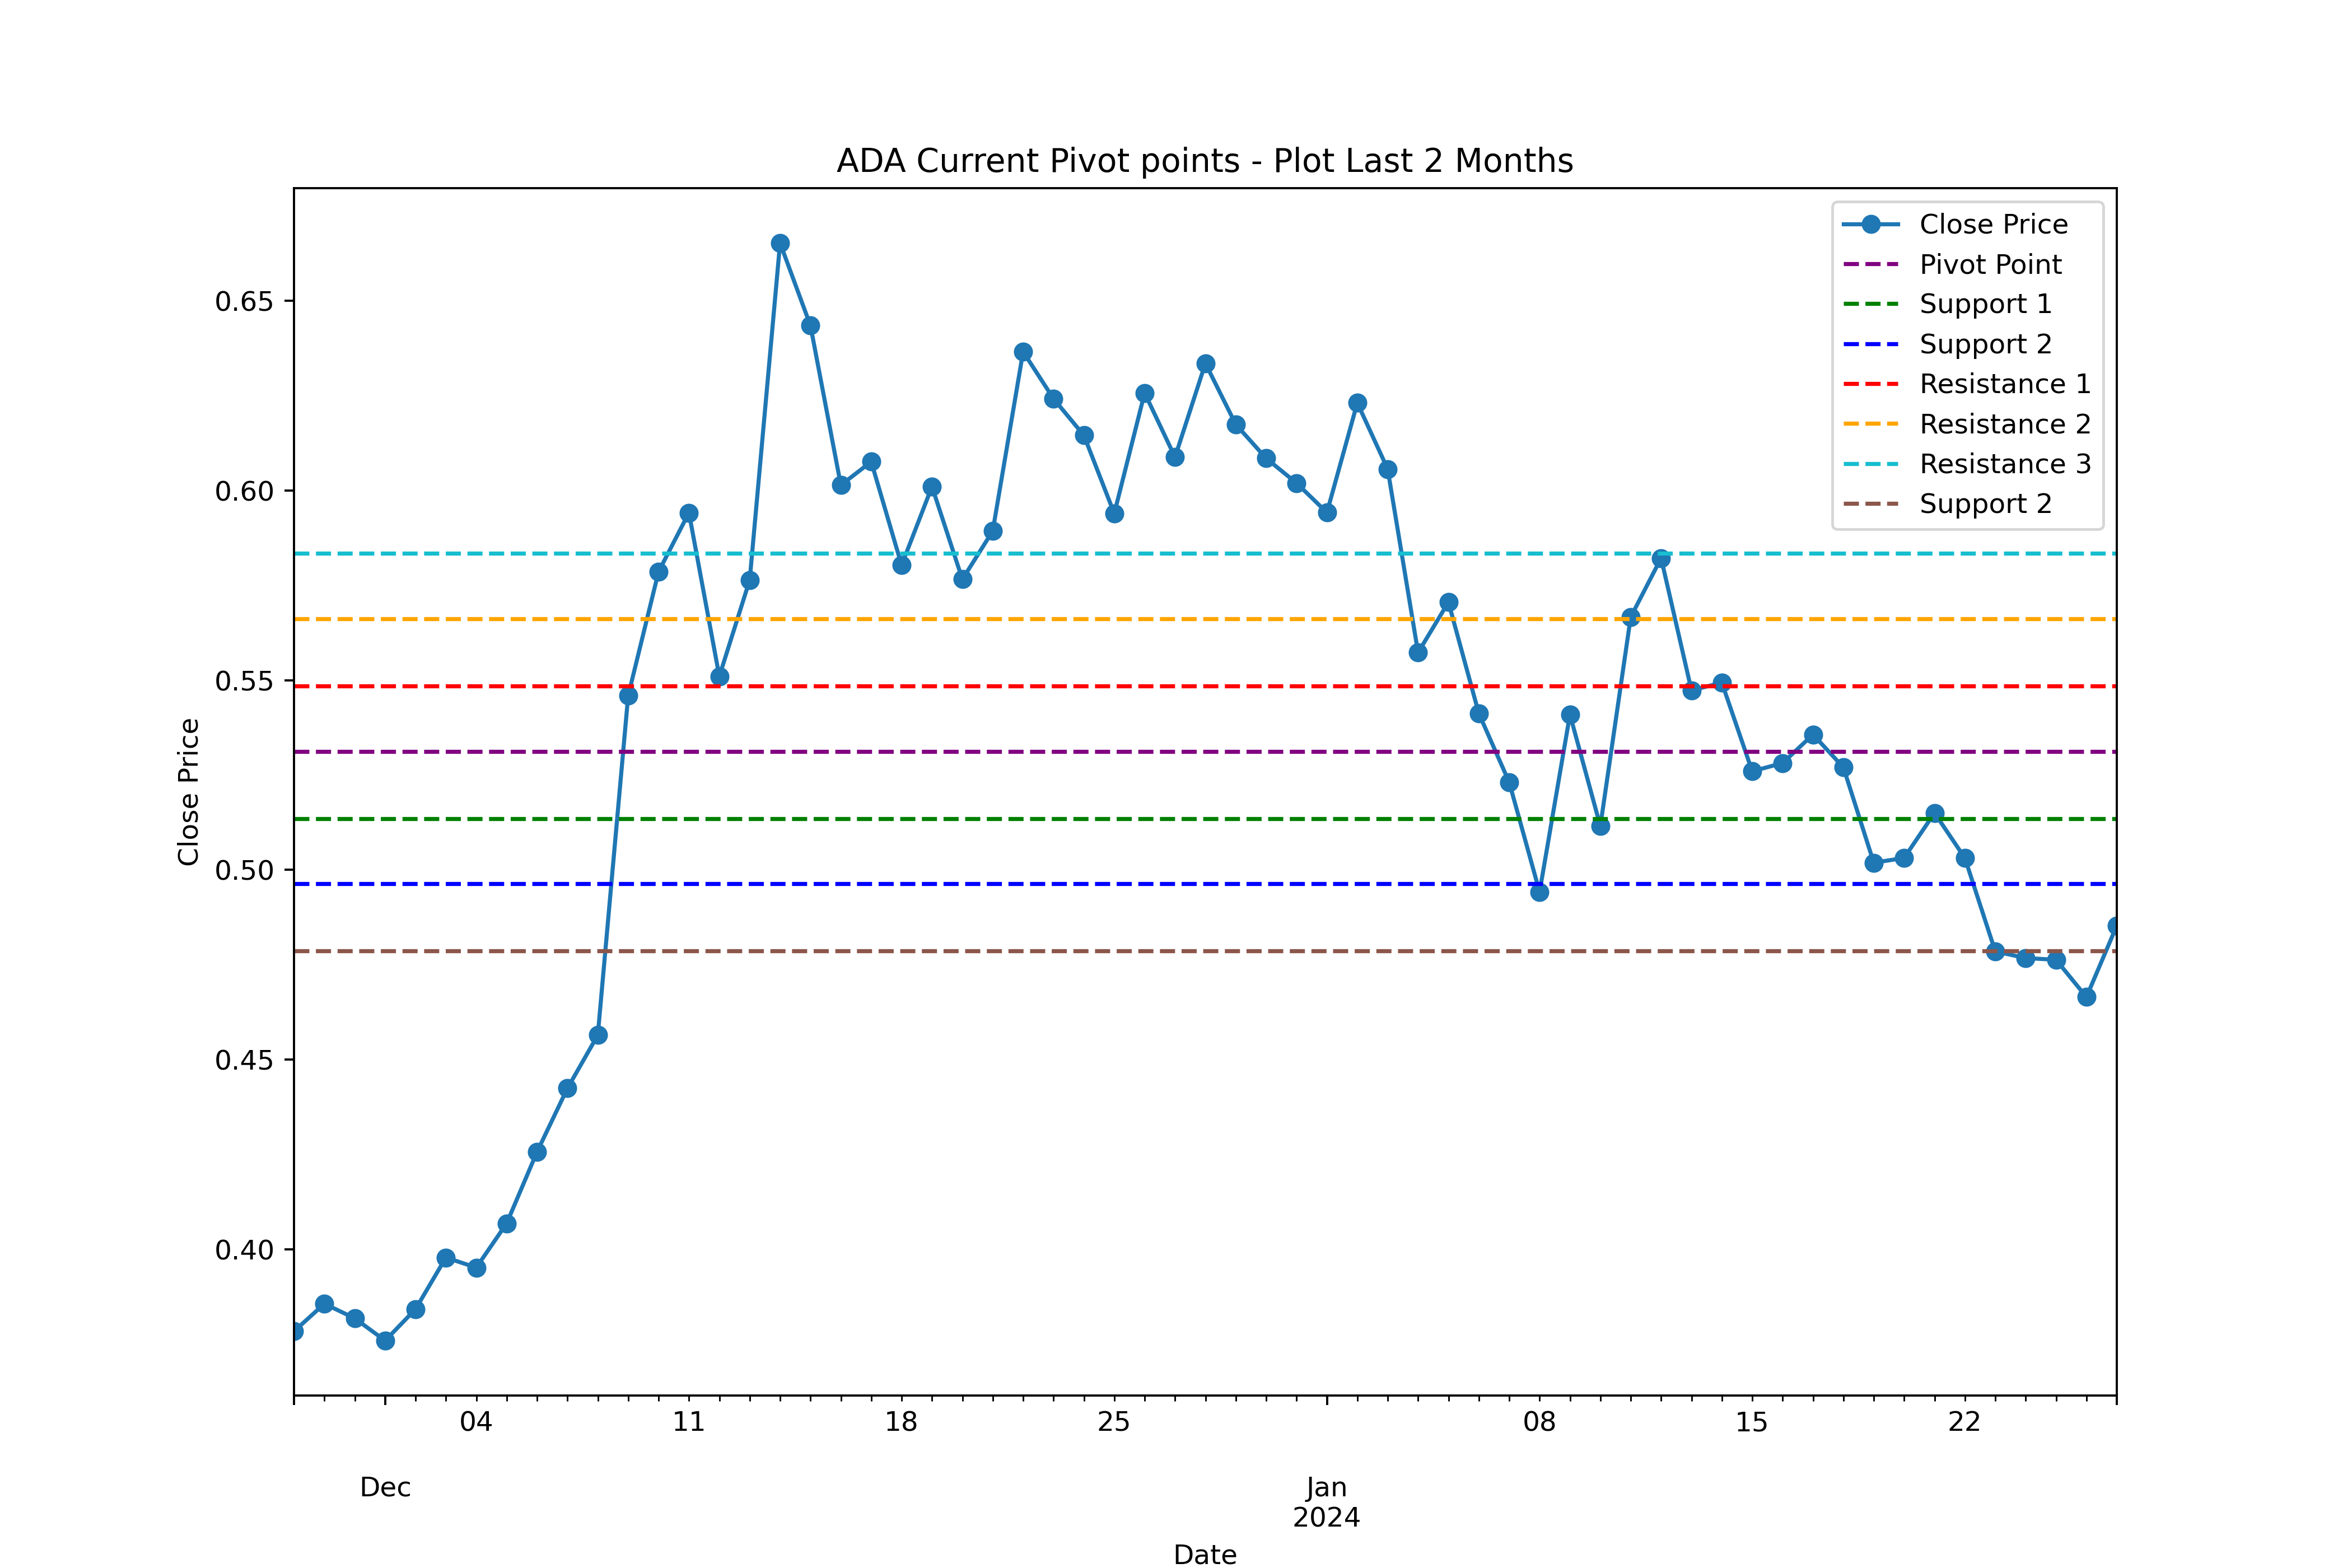 ADA Current Pivot points - Plot Last 2 Months
Close Price
Pivot Point
Support 1
Support 2
Resistance 1
Resistance 2
Resistance 3
Support 2
0.65
0.60
0.55
0.50
0.45
0.40
Close Price
04
11
18
25
08
15
22
Dec
Jan
2024
Date